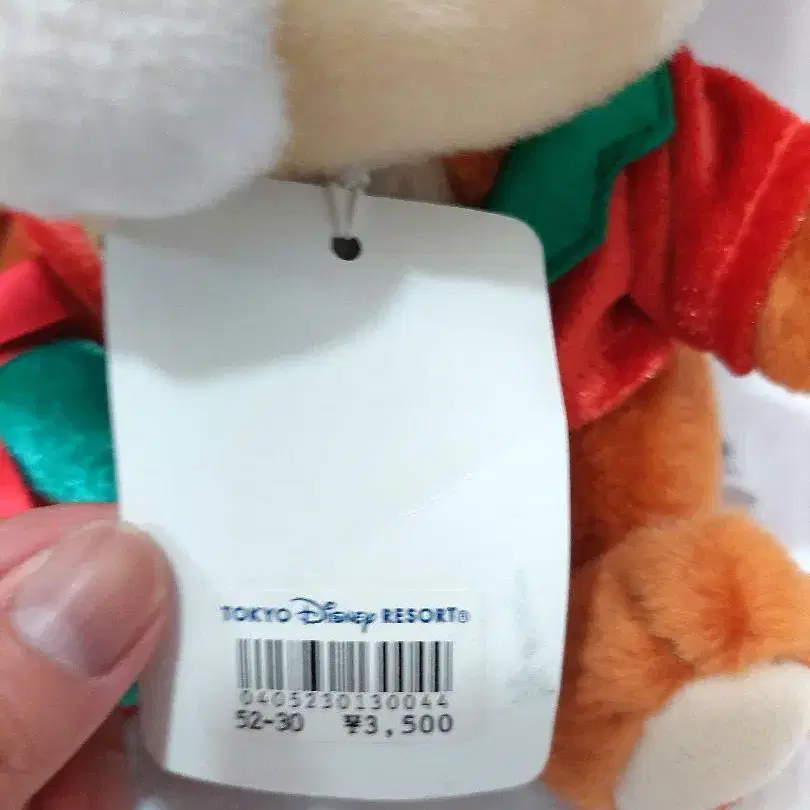 TOKYO Disney RESORT®
0405230130044
52-30 ¥3,500